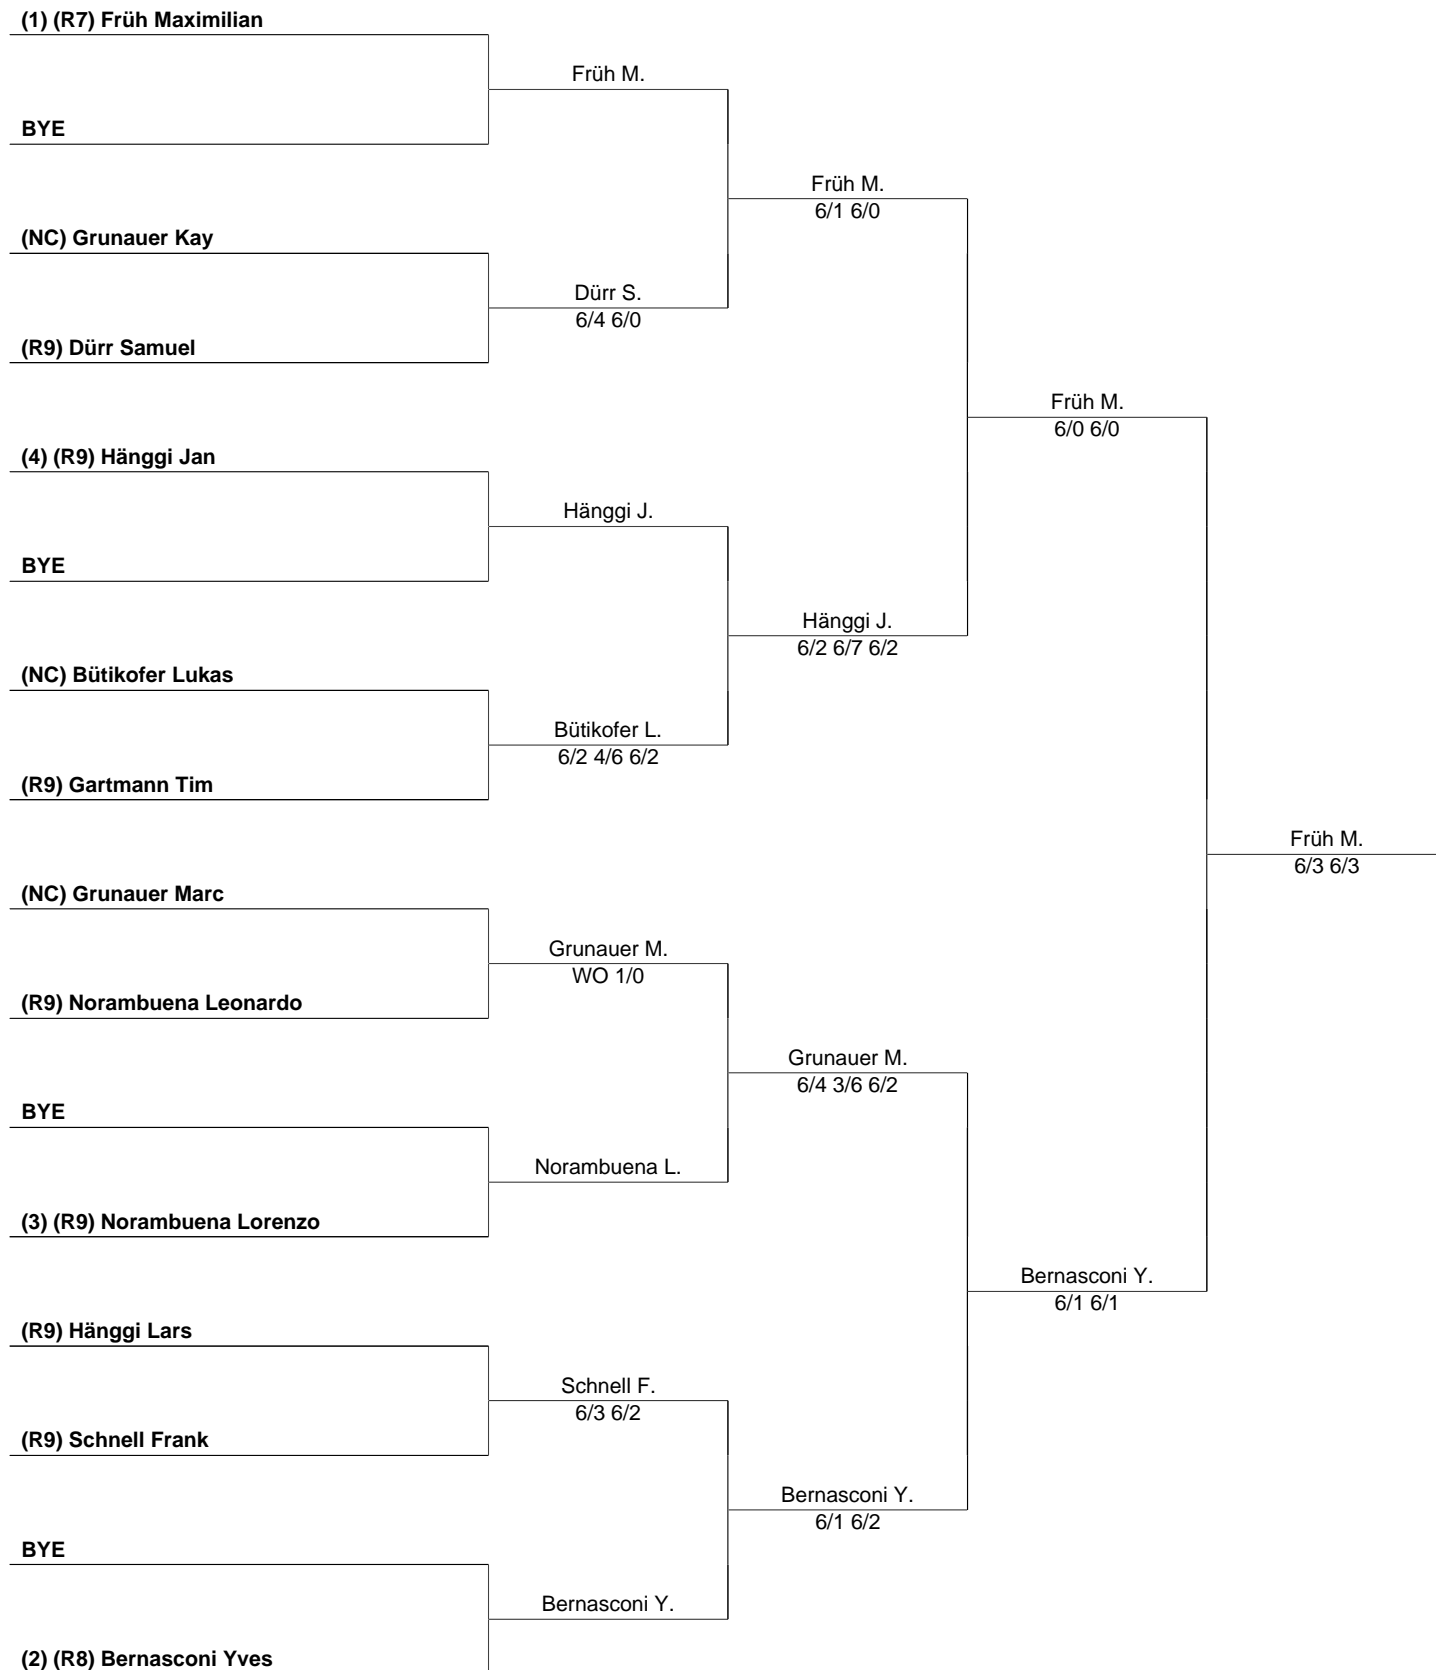 (1) (R7) Früh Maximilian
Früh M.
BYE
Früh M.
6/1 6/0
(NC) Grunauer Kay
Dürr S.
6/4 6/0
(R9) Dürr Samuel
Früh M.
6/0 6/0
(4) (R9) Hänggi Jan
Hänggi J.
BYE
Hänggi J.
6/2 6/7 6/2
(NC) Bütikofer Lukas
Bütikofer L.
6/2 4/6 6/2
(R9) Gartmann Tim
Früh M.
6/3 6/3
(NC) Grunauer Marc
Grunauer M.
WO 1/0
(R9) Norambuena Leonardo
Grunauer M.
6/4 3/6 6/2
BYE
Norambuena L.
(3) (R9) Norambuena Lorenzo
Bernasconi Y.
6/1 6/1
(R9) Hänggi Lars
Schnell F.
6/3 6/2
(R9) Schnell Frank
Bernasconi Y.
6/1 6/2
BYE
Bernasconi Y.
(2) (R8) Bernasconi Yves